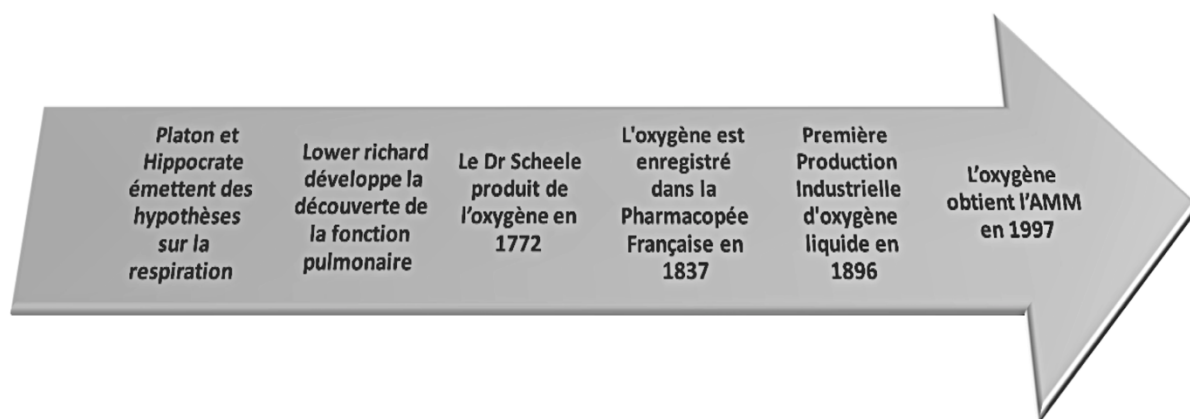 Platon et
Hippocrate
émettent des
hypothèses
sur la
respiration
Lower richard
développe la
découverte de
la fonction
pulmonaire
Le Dr Scheele
produit de
l'oxygène en
1772
L'oxygène est
enregistré
dans la
Pharmacopée
Française en
1837
Première
Production
Industrielle
d'oxygène
liquide en
1896
L'oxygène
obtient l'AMM
en 1997